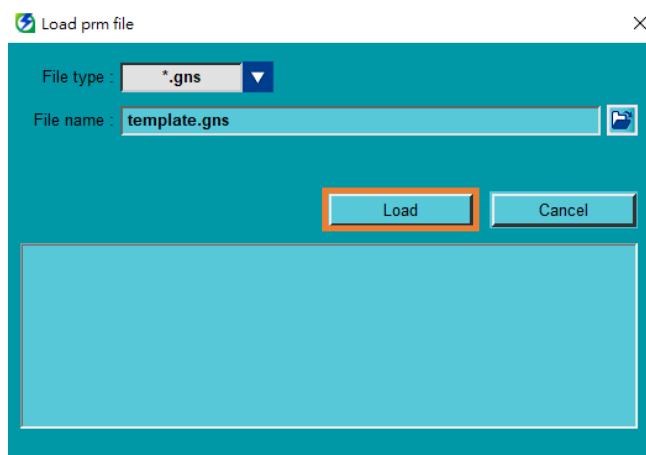 Load prm file
File type : *.gns
File name : template.gns
Load Cancel